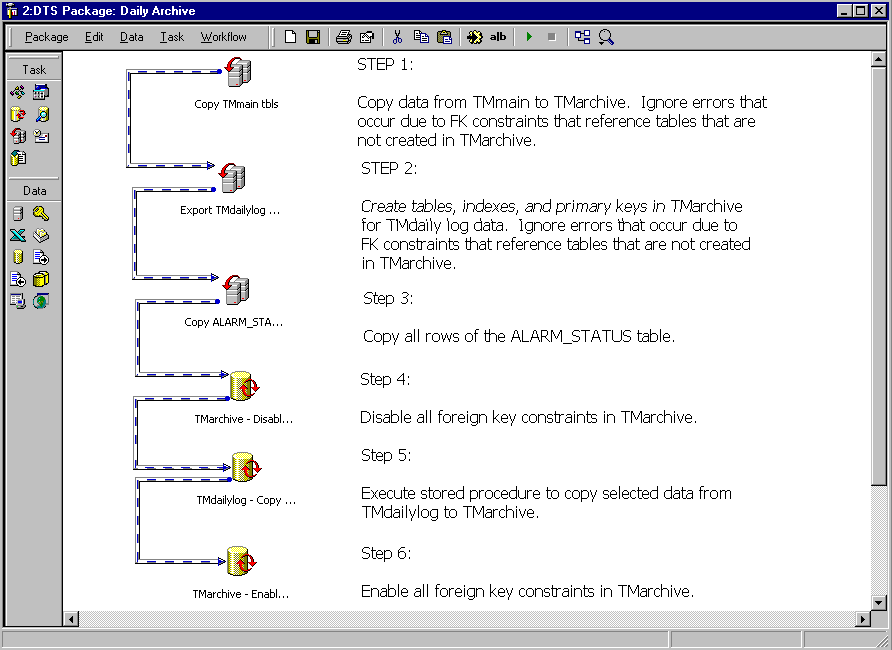 2:DTS Package: Daily Archive
Package Edit Data Task Workflow
alb
Task
Data
Copy TMmain tbls
Export TMdailylog ...
Copy ALARM_STA...
TMarchive - Disabl...
TMdailylog - Copy ...
TMarchive - Enabl...
STEP 1:
Copy data from TMmain to TMarchive. Ignore errors that
occur due to FK constraints that reference tables that are
not created in TMarchive.
STEP 2:
Create tables, indexes, and primary keys in TMarchive
for TMdaily log data. Ignore errors that occur due to
FK constraints that reference tables that are not created
in TMarchive.
Step 3:
Copy all rows of the ALARM_STATUS table.
Step 4:
Disable all foreign key constraints in TMarchive.
Step 5:
Execute stored procedure to copy selected data from
TMdailylog to TMarchive.
Step 6:
Enable all foreign key constraints in TMarchive.